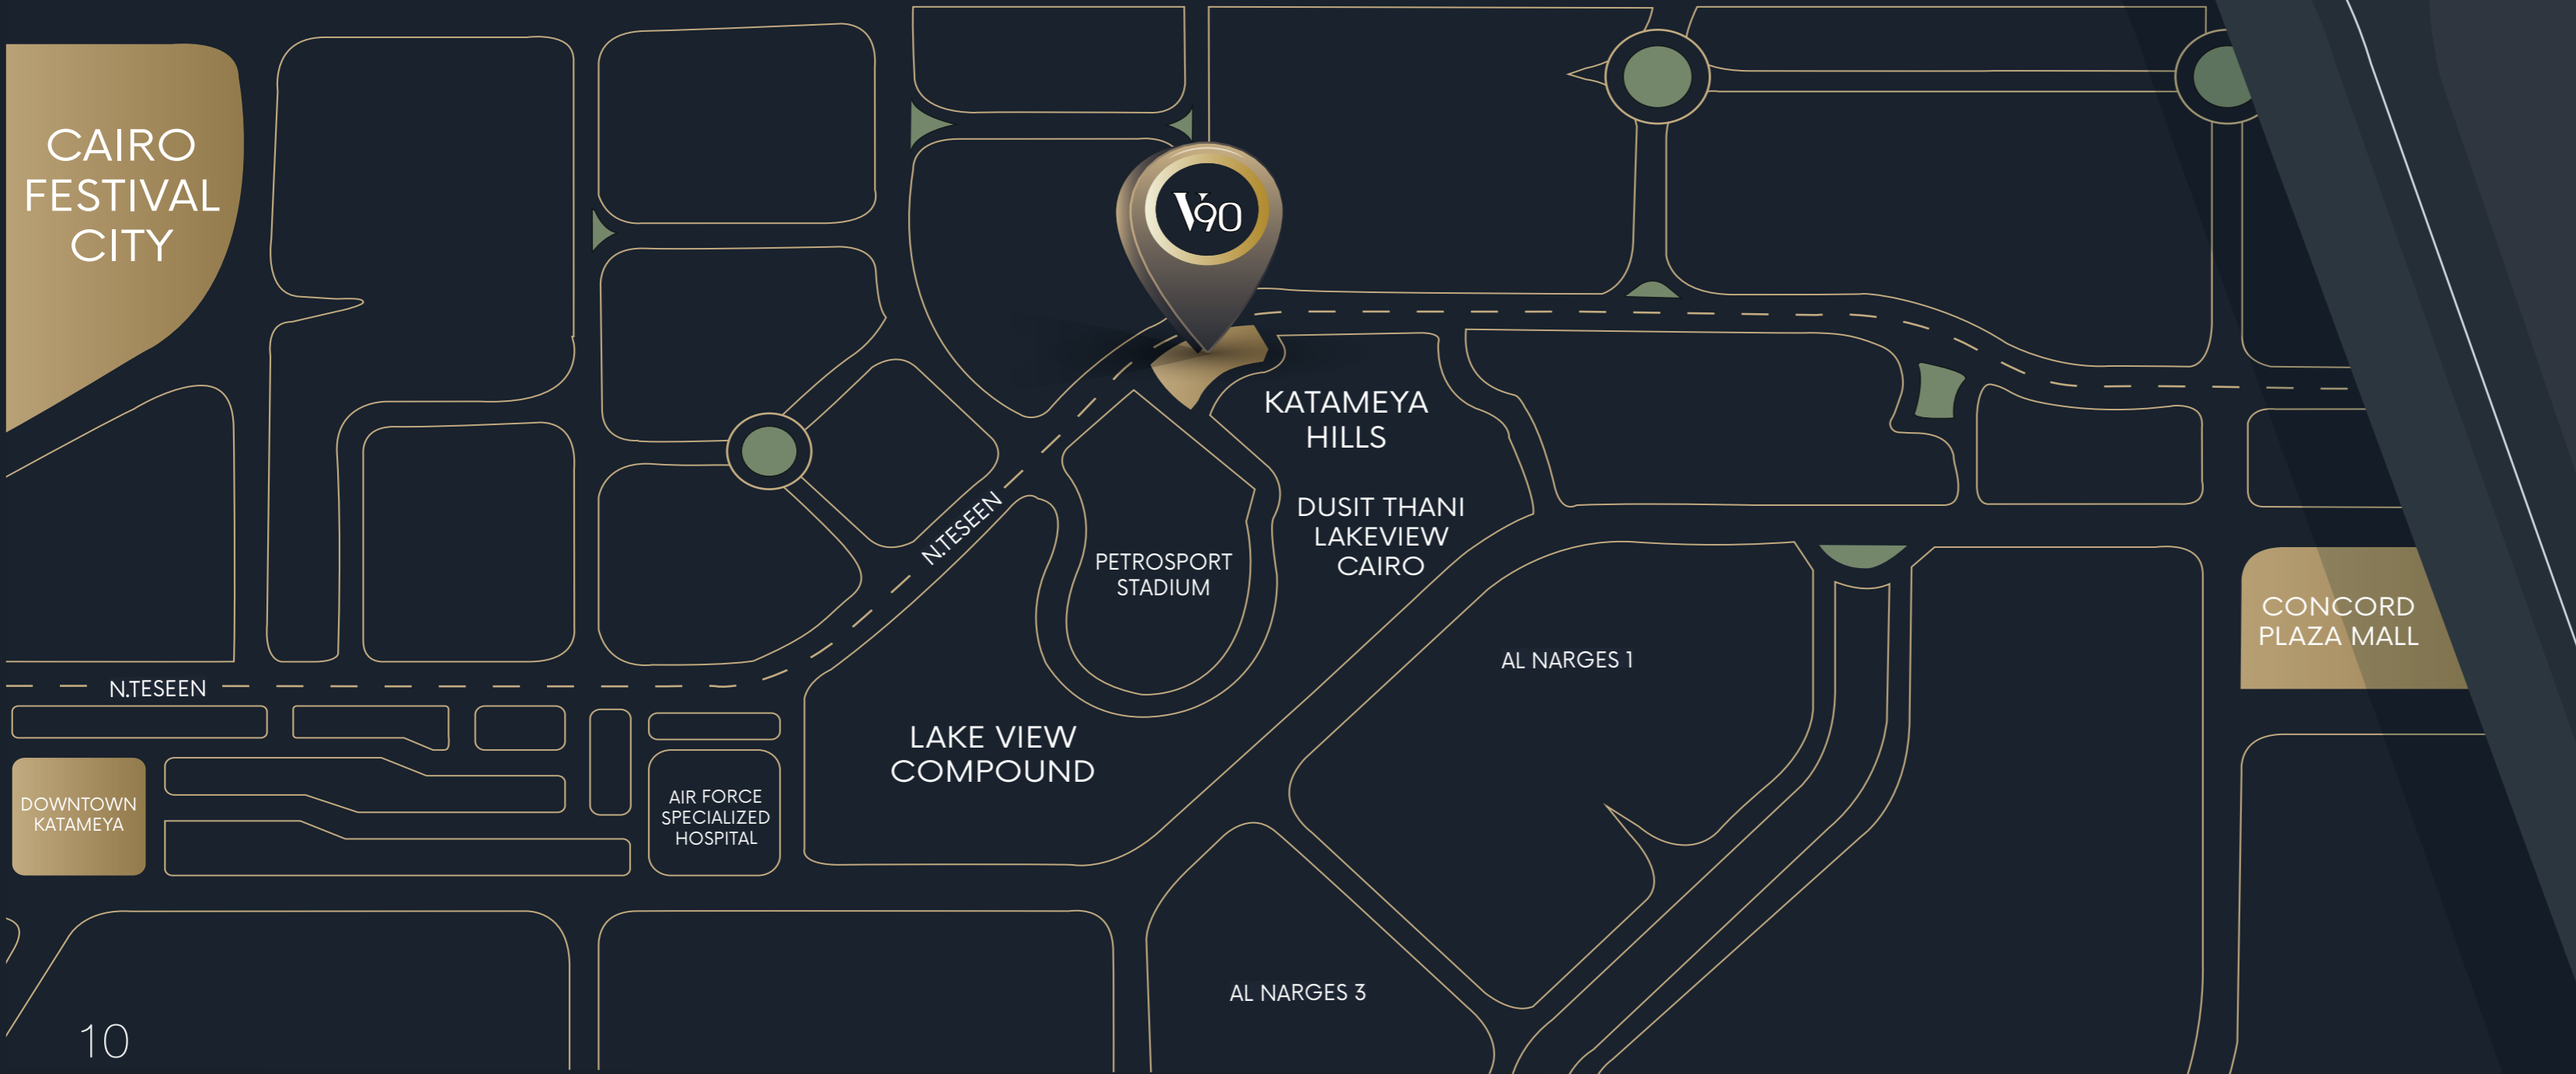 CAIRO
FESTIVAL
CITY
V90
KATAMEYA
HILLS
DUSIT THANI
LAKEVIEW
CAIRO
N.TESEEN
PETROSPORT
STADIUM
CONCORD
PLAZA MALL
AL NARGES 1
N.TESEEN
LAKE VIEW
COMPOUND
DOWNTOWN
KATAMEYA
AIR FORCE
SPECIALIZED
HOSPITAL
AL NARGES 3
10